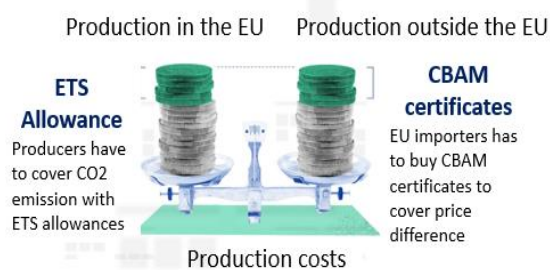 Production in the EU
Production outside the EU
ETS
Allowance
Producers have
to cover CO2
emission with
ETS allowances
CBAM
certificates
EU importers has
to buy CBAM
certificates to
cover price
difference
Production costs